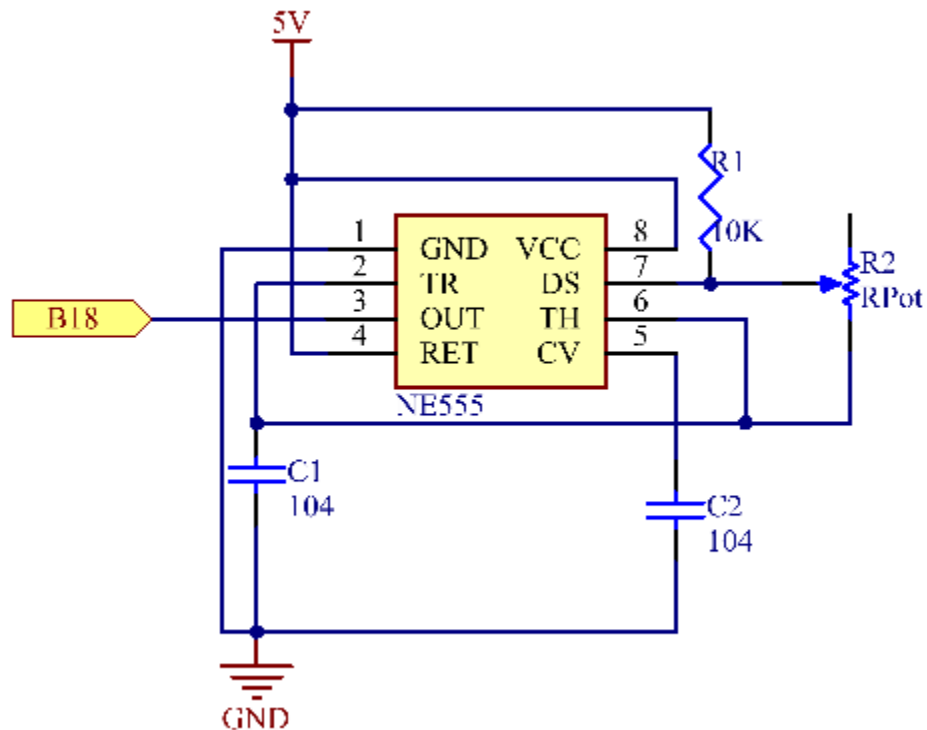 5V
R1
10K
1
GND
VCC
8
2
TR
DS
7
R2
RPot
B18
3
OUT
TH
6
4
RET
CV
5
NE555
C1
104
C2
104
GND